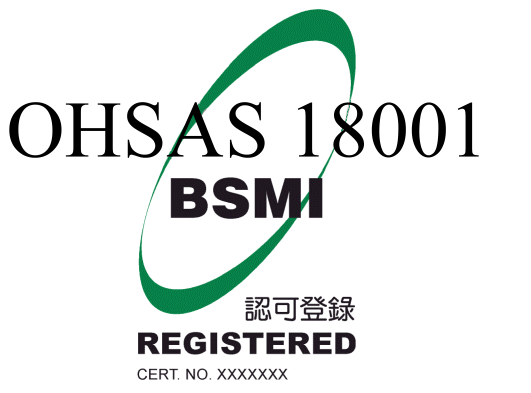 OHSAS 18001
BSMI
認可登錄
REGISTERED
CERT. NO. XXXXXXX